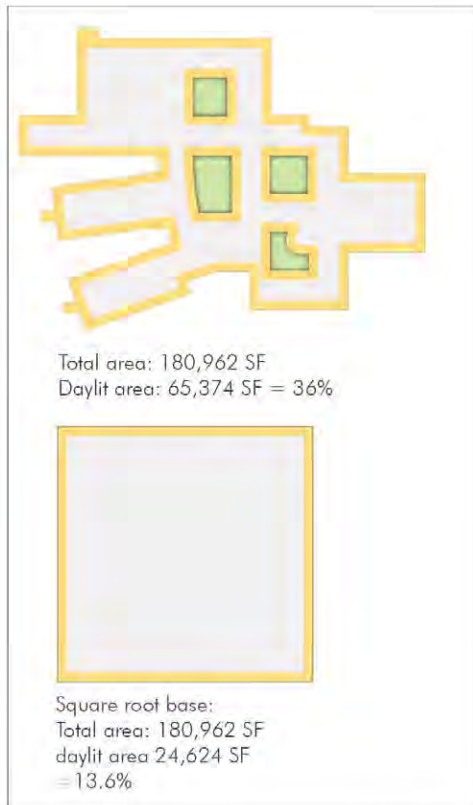 Total area: 180,962 SF
Daylit area: 65,374 SF = 36%
Square root base:
Total area: 180,962 SF
daylit area 24,624 SF
=13.6%